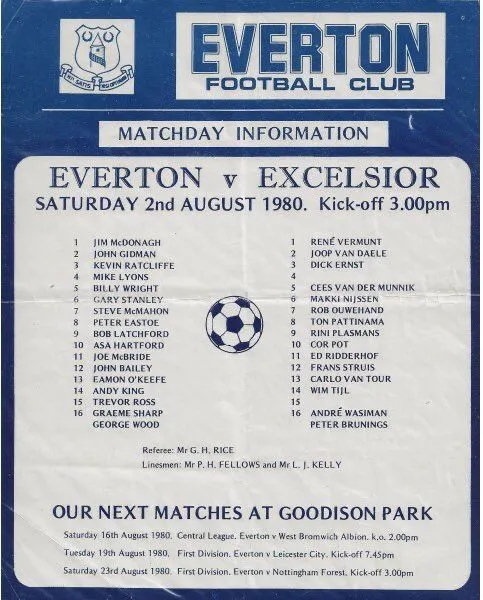 NIL SATIS NISI OPTIMUM
EVERTON
FOOTBALL CLUB
MATCHDAY INFORMATION
EVERTON v EXCELSIOR
SATURDAY 2nd AUGUST 1980. Kick-off 3.00pm
1 JIM McDONAGH
2 JOHN GIDMAN
3 KEVIN RATCLIFFE
4 MIKE LYONS
5 BILLY WRIGHT
6 GARY STANLEY
7 STEVE McMAHON
8 PETER EASTOE
9 BOB LATCHFORD
10 ASA HARTFORD
11 JOE McBRIDE
12 JOHN BAILEY
13 EAMON O'KEEFE
14 ANDY KING
15 TREVOR ROSS
16 GRAEME SHARP
GEORGE WOOD
1 RENÉ VERMUNT
2 JOOP VAN DAELE
3 DICK ERNST
5 CEES VAN DER MUNNIK
6 MAKKI NIJSSEN
7 ROB OUWEHAND
8 TON PATTINAMA
9 RINI PLASMANS
10 COR POT
11 ED RIDDERHOF
12 FRANS STRUIS
13 CARLO VAN TOUR
14 WIM TIJL
15
16 ANDRÉ WASIMAN
PETER BRUNINGS
Referee: Mr G. H. RICE
Linesmen: Mr P. H. FELLOWS and Mr L. J. KELLY
OUR NEXT MATCHES AT GOODISON PARK
Saturday 16th August 1980. Central League. Everton v West Bromwich Albion. k.o. 2.00pm
Tuesday 19th August 1980. First Division. Everton v Leicester City. Kick-off 7.45pm
Saturday 23rd August 1980. First Division. Everton v Nottingham Forest. Kick-off 3.00pm